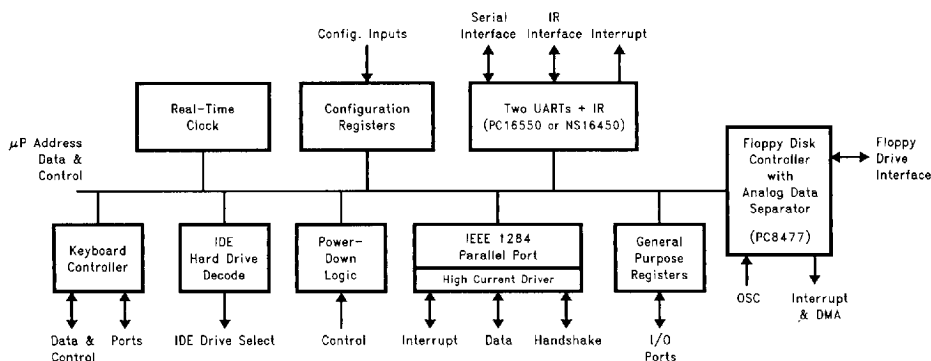 Serial
Interface
IR
Interface
Interrupt
Config. Inputs
Real-Time
Clock
Configuration
Registers
Two UARTs + IR
(PC16550 or NS16450)
μP Address
Data &
Control
Floppy Disk
Controller
with
Analog Data
Separator
(PC8477)
Floppy
Drive
Interface
Keyboard
Controller
IDE
Hard Drive
Decode
Power-
Down
Logic
IEEE 1284
Parallel Port
High Current Driver
General
Purpose
Registers
OSC
Interrupt
& DMA
Data &
Control
Ports
IDE Drive Select
Control
Interrupt
Data
Handshake
I/O
Ports